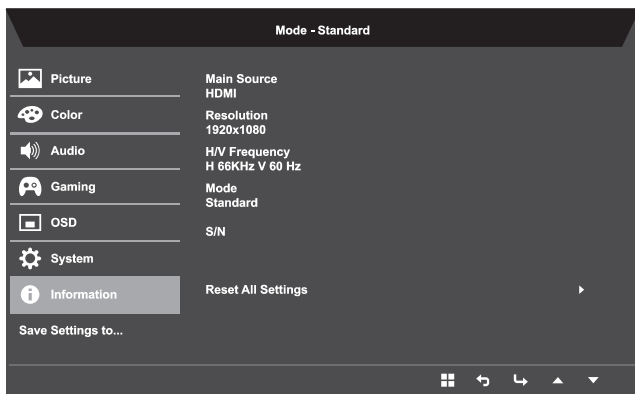 Mode - Standard
Picture
Color
Audio
Gaming
OSD
System
Information
Save Settings to...
Main Source
HDMI
Resolution
1920x1080
H/V Frequency
H 66KHz V 60 Hz
Mode
Standard
S/N
Reset All Settings